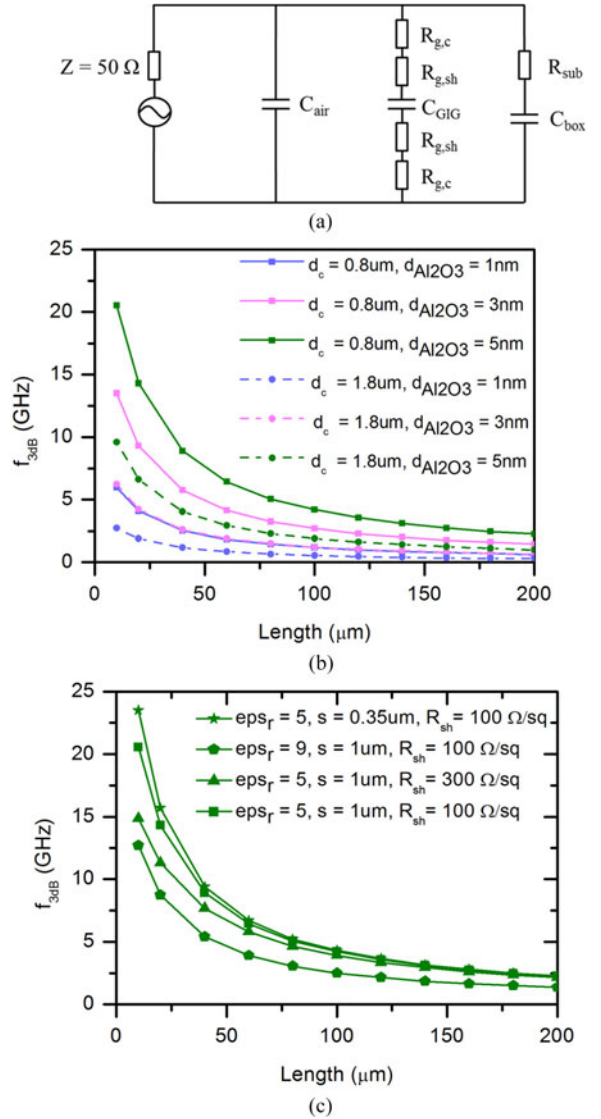 Z = 50 Ω
C_air
R_g,c
R_g,sh
C_GIG
R_g,sh
R_g,c
R_sub
C_box
(a)
f_3dB (GHz)
25
20
15
10
5
0
d_c = 0.8um, d_Al2O3 = 1nm
d_c = 0.8um, d_Al2O3 = 3nm
d_c = 0.8um, d_Al2O3 = 5nm
d_c = 1.8um, d_Al2O3 = 1nm
d_c = 1.8um, d_Al2O3 = 3nm
d_c = 1.8um, d_Al2O3 = 5nm
0 50 100 150 200
Length (μm)
(b)
f_3dB (GHz)
25
20
15
10
5
0
eps_r = 5, s = 0.35um, R_sh= 100 Ω/sq
eps_r = 9, s = 1um, R_sh= 100 Ω/sq
eps_r = 5, s = 1um, R_sh= 300 Ω/sq
eps_r = 5, s = 1um, R_sh= 100 Ω/sq
0 50 100 150 200
Length (μm)
(c)